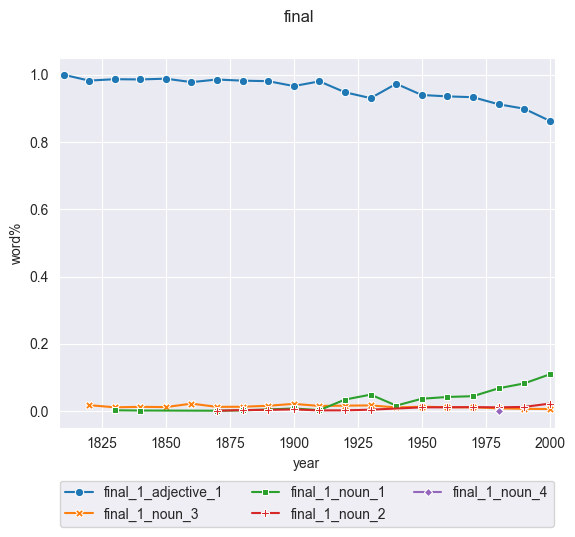 final
1.0
0.8
0.6
0.4
0.2
0.0
word%
1825 1850 1875 1900 1925 1950 1975 2000
year
final_1_adjective_1 final_1_noun_1 final_1_noun_4
final_1_noun_3 final_1_noun_2